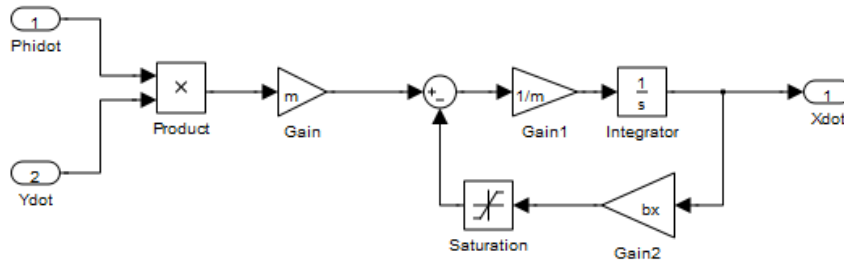 1
Phidot
×
Product
m
Gain
+
−
1/m
Gain1
1
s
Integrator
1
Xdot
2
Ydot
Saturation
bx
Gain2